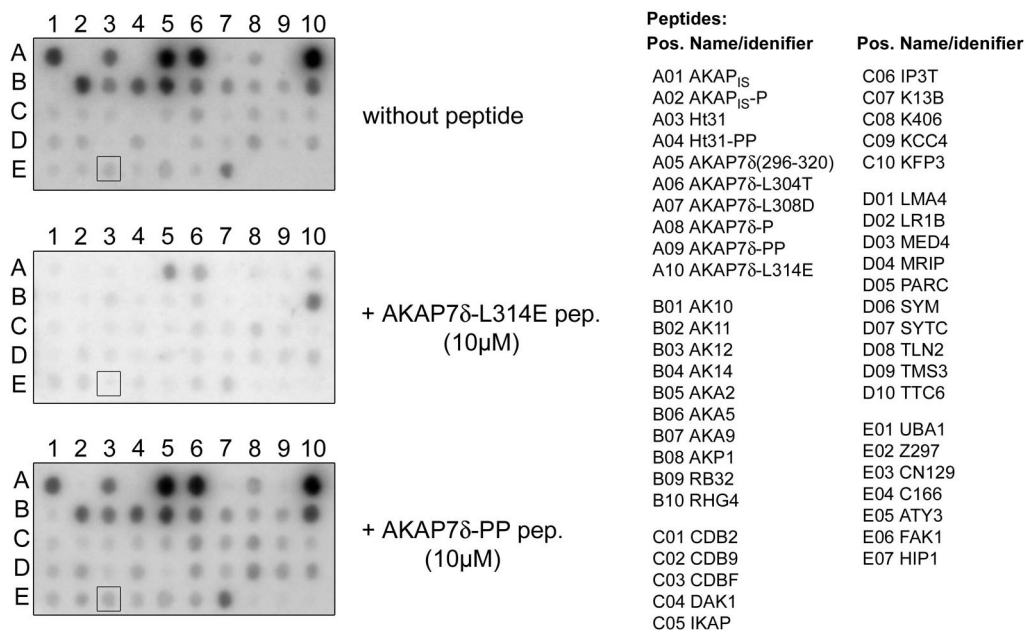 1 2 3 4 5 6 7 8 9 10
A
B
C
D
E
without peptide
1 2 3 4 5 6 7 8 9 10
A
B
C
D
E
+ AKAP7δ-L314E pep.
(10µM)
1 2 3 4 5 6 7 8 9 10
A
B
C
D
E
+ AKAP7δ-PP pep.
(10µM)
Peptides:
Pos. Name/idenifier
A01 AKAPIS
A02 AKAPIS-P
A03 Ht31
A04 Ht31-PP
A05 AKAP7δ(296-320)
A06 AKAP7δ-L304T
A07 AKAP7δ-L308D
A08 AKAP7δ-P
A09 AKAP7δ-PP
A10 AKAP7δ-L314E
B01 AK10
B02 AK11
B03 AK12
B04 AK14
B05 AKA2
B06 AKA5
B07 AKA9
B08 AKP1
B09 RB32
B10 RHG4
C01 CDB2
C02 CDB9
C03 CDBF
C04 DAK1
C05 IKAP
Pos. Name/idenifier
C06 IP3T
C07 K13B
C08 K406
C09 KCC4
C10 KFP3
D01 LMA4
D02 LR1B
D03 MED4
D04 MRIP
D05 PARC
D06 SYM
D07 SYTC
D08 TLN2
D09 TMS3
D10 TTC6
E01 UBA1
E02 Z297
E03 CN129
E04 C166
E05 ATY3
E06 FAK1
E07 HIP1